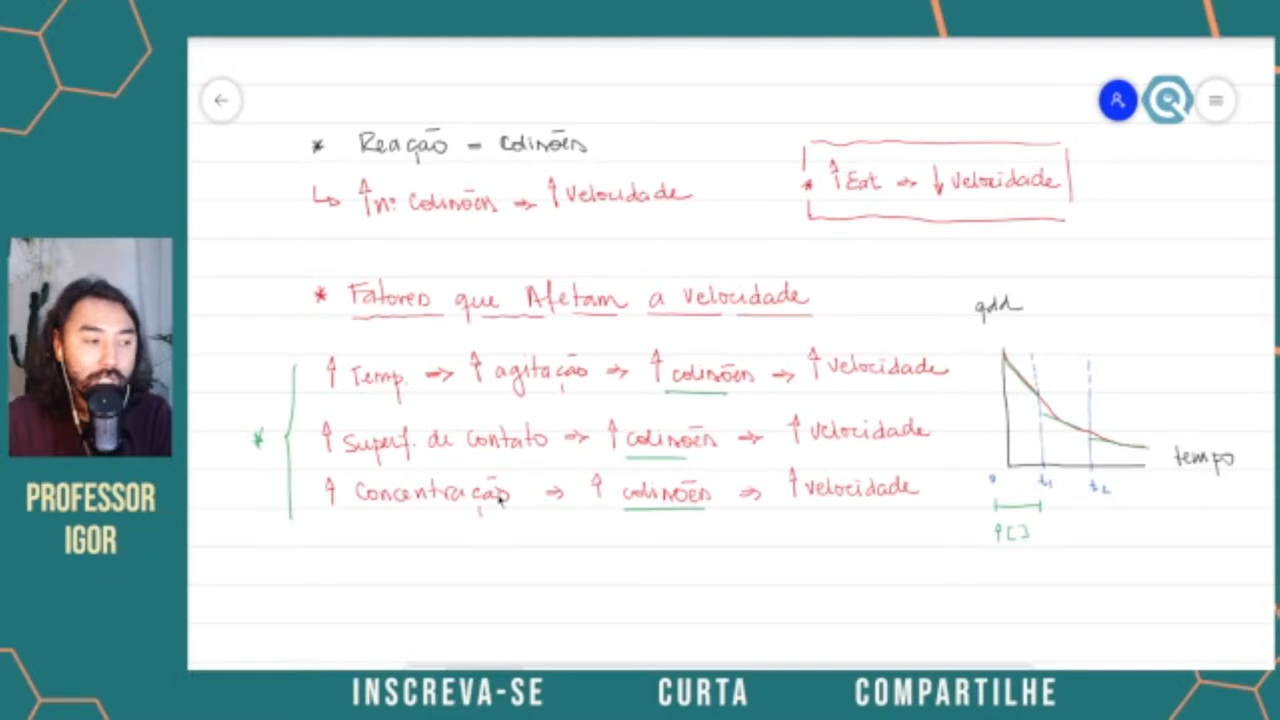 * Reação = Colisões
↳ ↑ nº Colisões → ↑ Velocidade
* ↑ Eat → ↓ Velocidade
* Fatores que Afetam a Velocidade
↑ Temp. → ↑ agitação → ↑ colisões → ↑ Velocidade
* ↑ Superf. de Contato → ↑ colisões → ↑ Velocidade
↑ Concentração → ↑ colisões → ↑ Velocidade
qdd
tempo
0 t1 t2
↑[]
PROFESSOR
IGOR
INSCREVA-SE CURTA COMPARTILHE